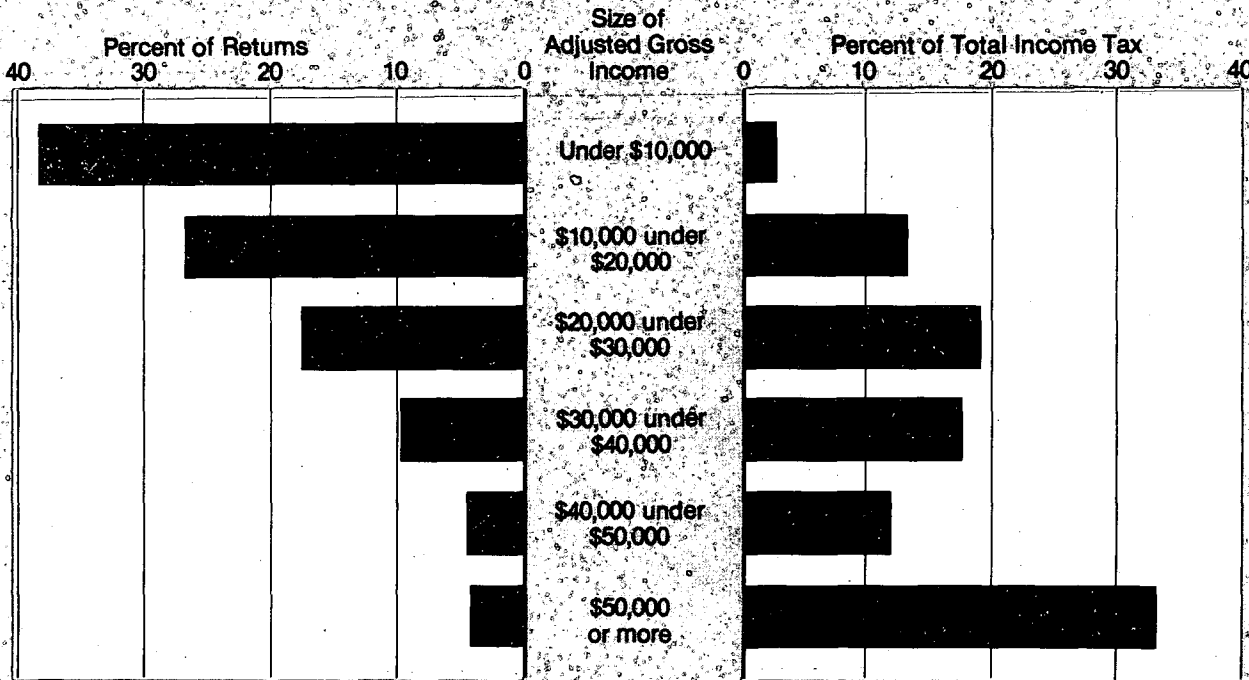 Percent of Returns
Size of
Adjusted Gross
Income
Percent of Total Income Tax
40 30 20 10 0 0 10 20 30 40
Under $10,000
$10,000 under
$20,000
$20,000 under
$30,000
$30,000 under
$40,000
$40,000 under
$50,000
$50,000
or more